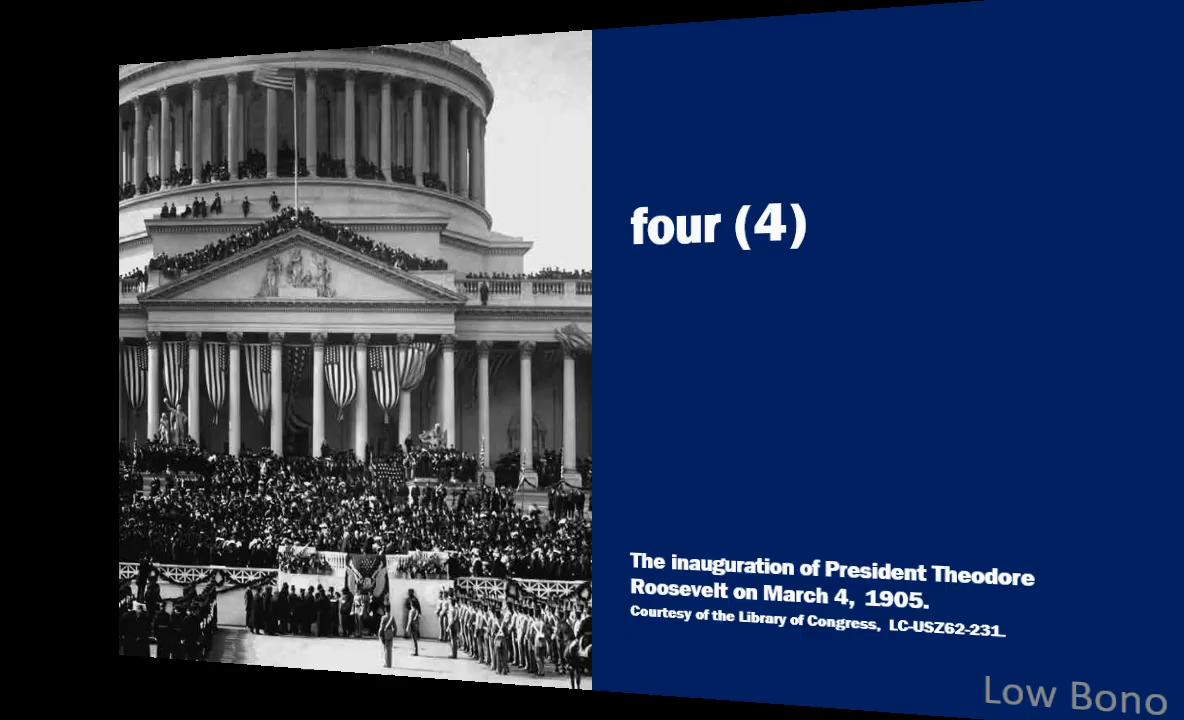 four (4)
The inauguration of President Theodore
Roosevelt on March 4, 1905.
Courtesy of the Library of Congress, LC-USZ62-231.
Low Bono